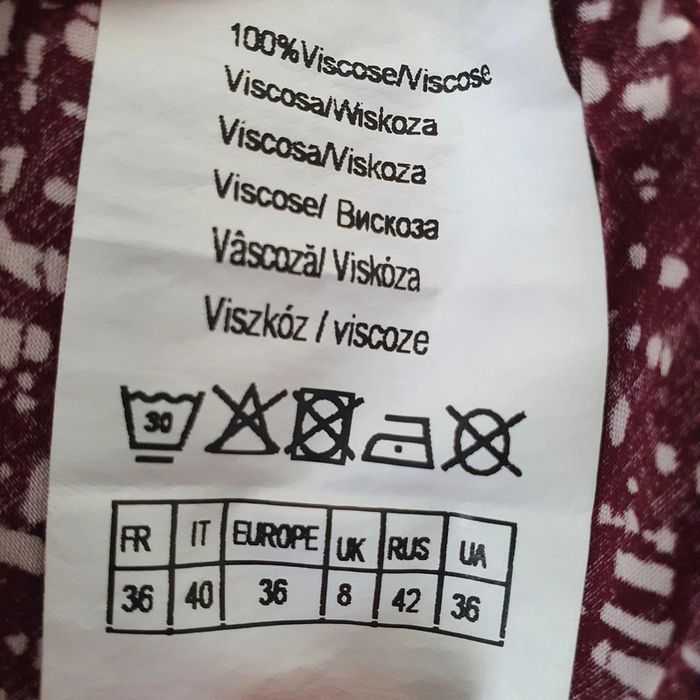 100%Viscose/Viscose
Viscosa/Wiskoza
Viscosa/Viskoza
Viscose/ Вискоза
Vâscoză/ Viskóza
Viszkóz / viscoze
30
FR IT EUROPE UK RUS UA
36 40 36 8 42 36